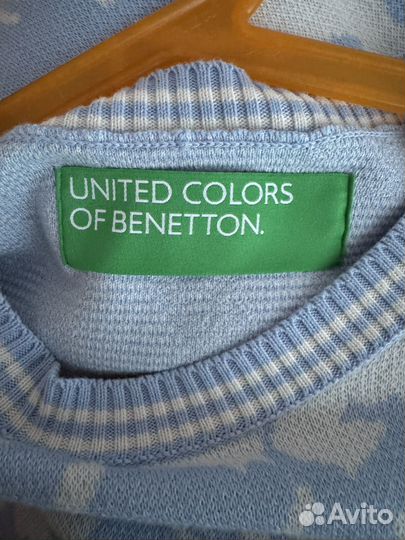 UNITED COLORS
OF BENETTON.
Avito